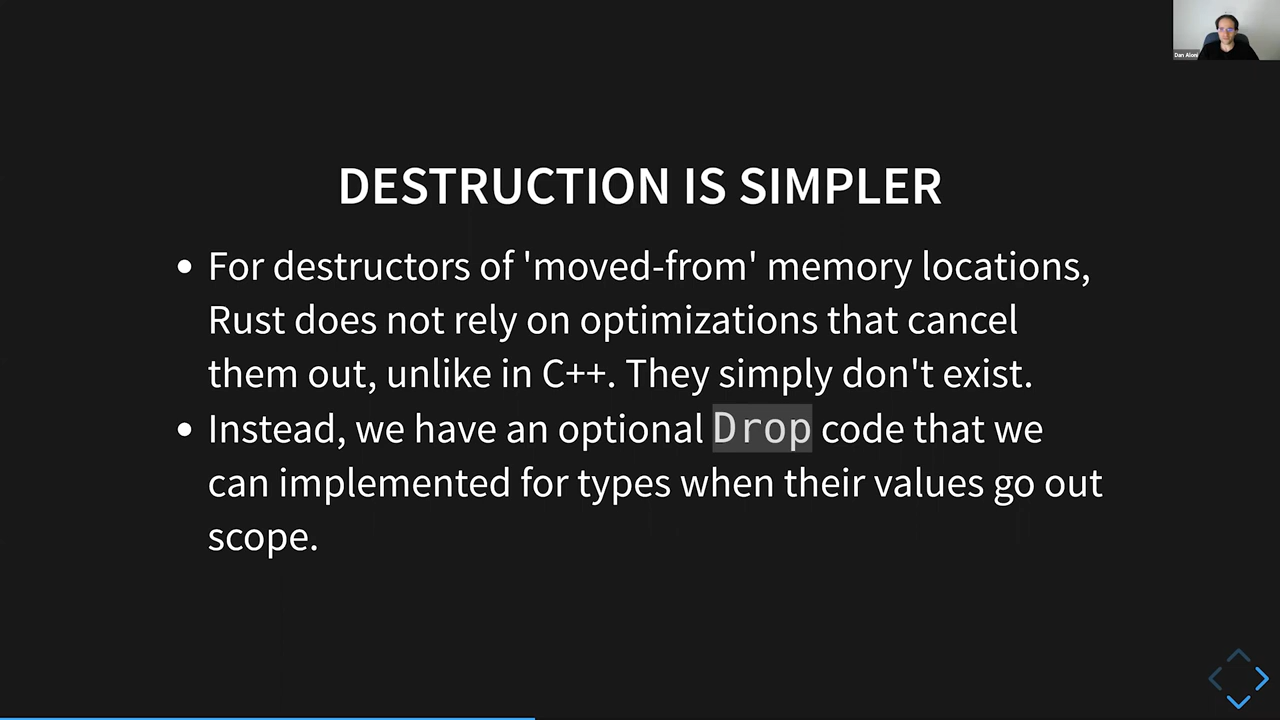 DESTRUCTION IS SIMPLER
For destructors of 'moved-from' memory locations,
Rust does not rely on optimizations that cancel
them out, unlike in C++. They simply don't exist.
Instead, we have an optional Drop code that we
can implemented for types when their values go out
scope.
Dan Aloni